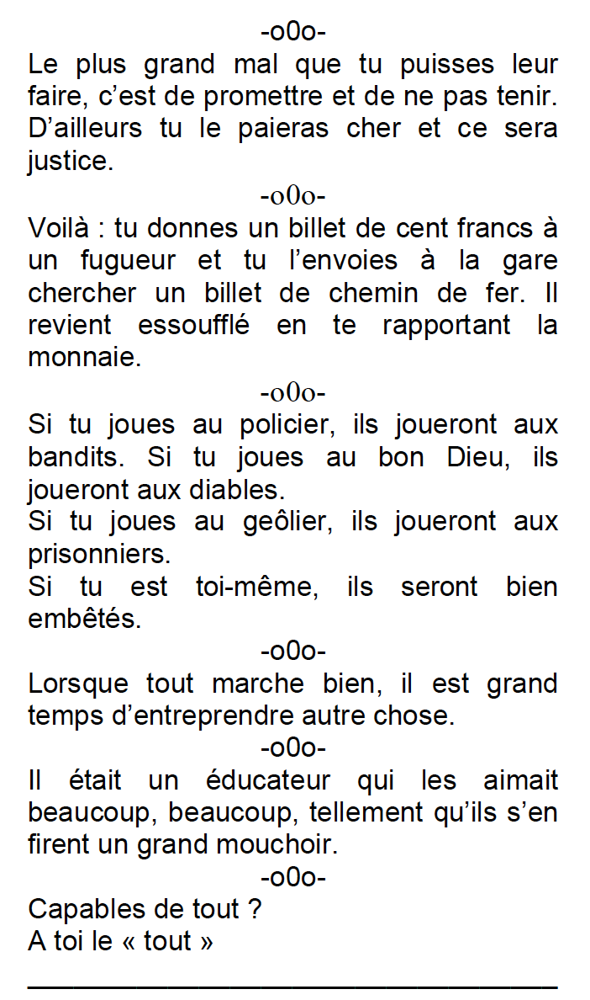 -o0o-
Le plus grand mal que tu puisses leur
faire, c’est de promettre et de ne pas tenir.
D’ailleurs tu le paieras cher et ce sera
justice.
-o0o-
Voilà : tu donnes un billet de cent francs à
un fugueur et tu l’envoies à la gare
chercher un billet de chemin de fer. Il
revient essoufflé en te rapportant la
monnaie.
-o0o-
Si tu joues au policier, ils joueront aux
bandits. Si tu joues au bon Dieu, ils
joueront aux diables.
Si tu joues au geôlier, ils joueront aux
prisonniers.
Si tu est toi-même, ils seront bien
embêtés.
-o0o-
Lorsque tout marche bien, il est grand
temps d’entreprendre autre chose.
-o0o-
Il était un éducateur qui les aimait
beaucoup, beaucoup, tellement qu’ils s’en
firent un grand mouchoir.
-o0o-
Capables de tout ?
A toi le « tout »